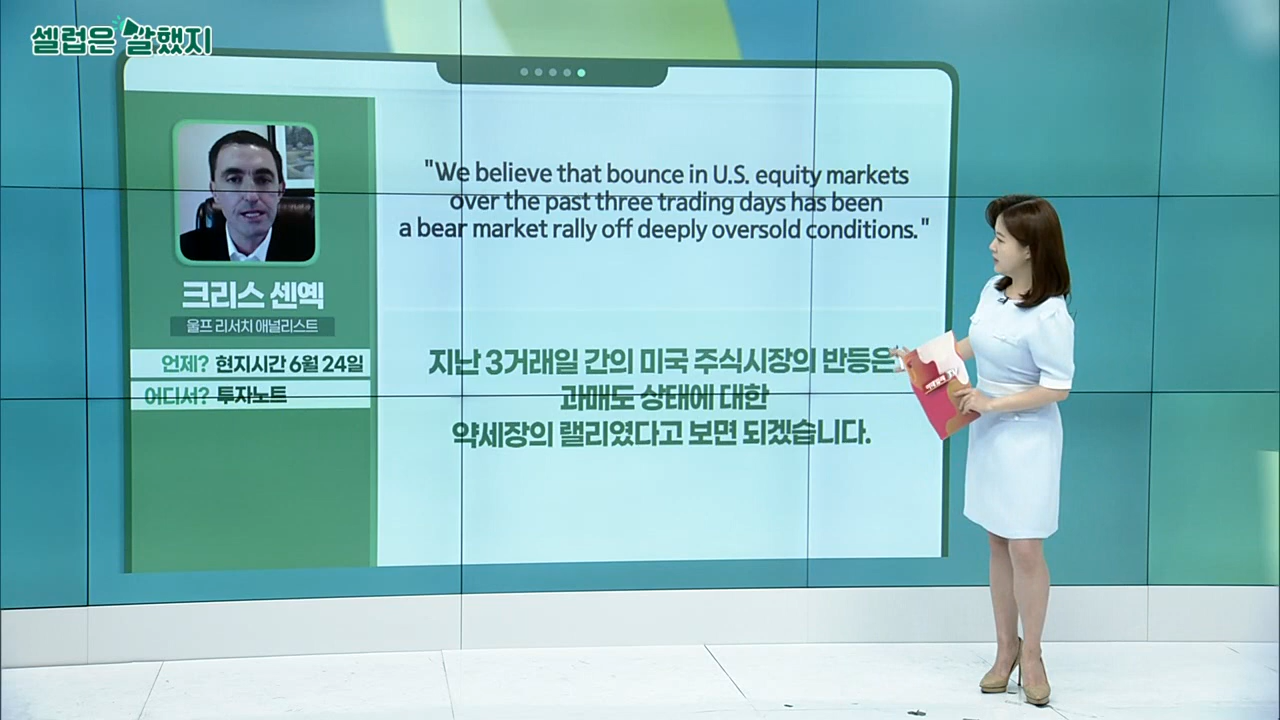 셀럽은 말했지
"We believe that bounce in U.S. equity markets
over the past three trading days has been
a bear market rally off deeply oversold conditions."
크리스 센옉
울프 리서치 애널리스트
언제? 현지시간 6월 24일
어디서? 투자노트
지난 3거래일 간의 미국 주식시장의 반등은
과매도 상태에 대한
약세장의 랠리였다고 보면 되겠습니다.